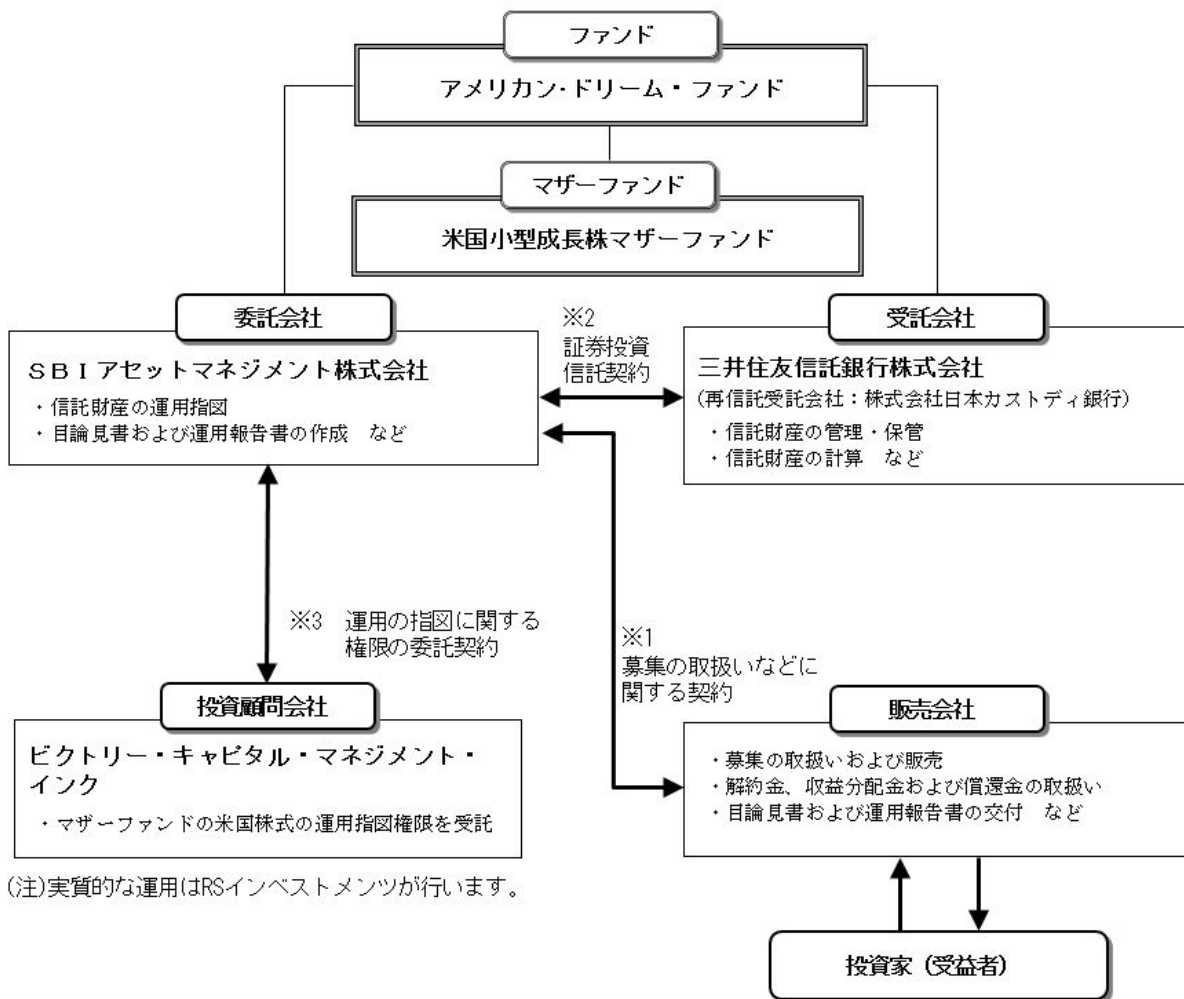 ファンド
アメリカン・ドリーム・ファンド
マザーファンド
米国小型成長株マザーファンド
委託会社
ＳＢＩアセットマネジメント株式会社
・信託財産の運用指図
・目論見書および運用報告書の作成　など
※2
証券投資
信託契約
受託会社
三井住友信託銀行株式会社
(再信託受託会社：株式会社日本カストディ銀行)
・信託財産の管理・保管
・信託財産の計算　など
※3　運用の指図に関する
権限の委託契約
※1
募集の取扱いなどに
関する契約
投資顧問会社
ビクトリー・キャピタル・マネジメント・
インク
・マザーファンドの米国株式の運用指図権限を受託
(注)実質的な運用はRSインベストメンツが行います。
販売会社
・募集の取扱いおよび販売
・解約金、収益分配金および償還金の取扱い
・目論見書および運用報告書の交付　など
投資家（受益者）